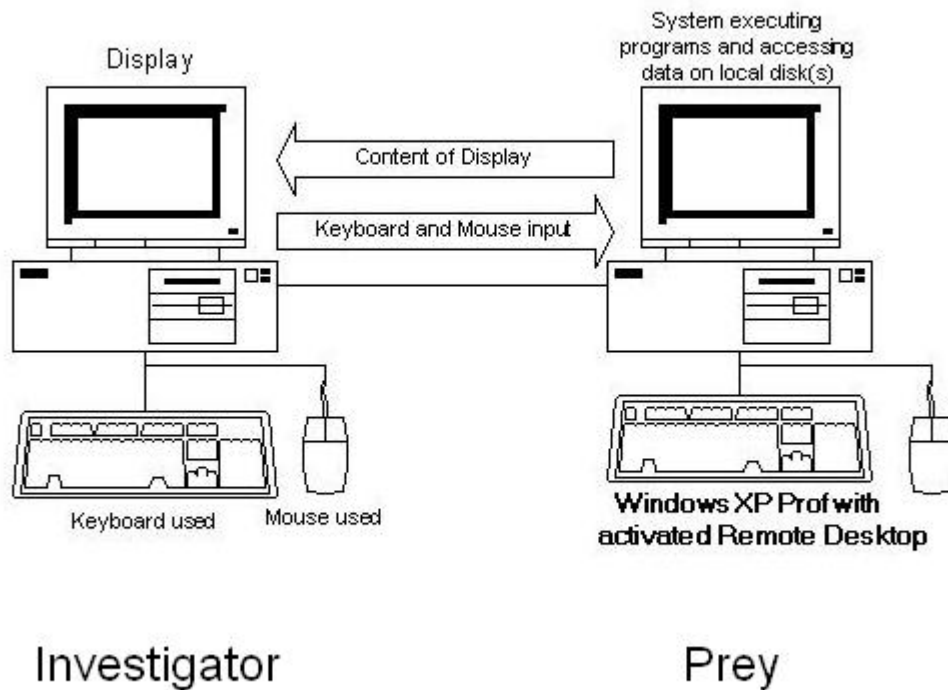 Display
System executing
programs and accessing
data on local disk(s)
Content of Display
Keyboard and Mouse input
Keyboard used
Mouse used
Windows XP Prof with
activated Remote Desktop
Investigator
Prey